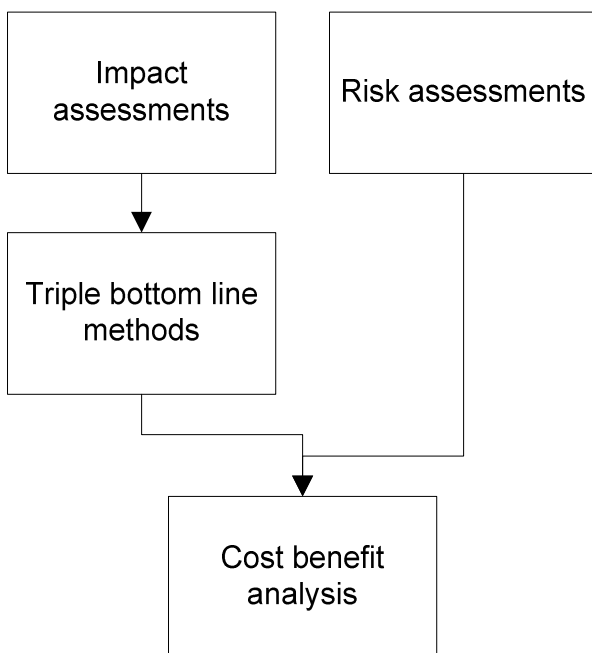 Impact
assessments
Risk assessments
Triple bottom line
methods
Cost benefit
analysis